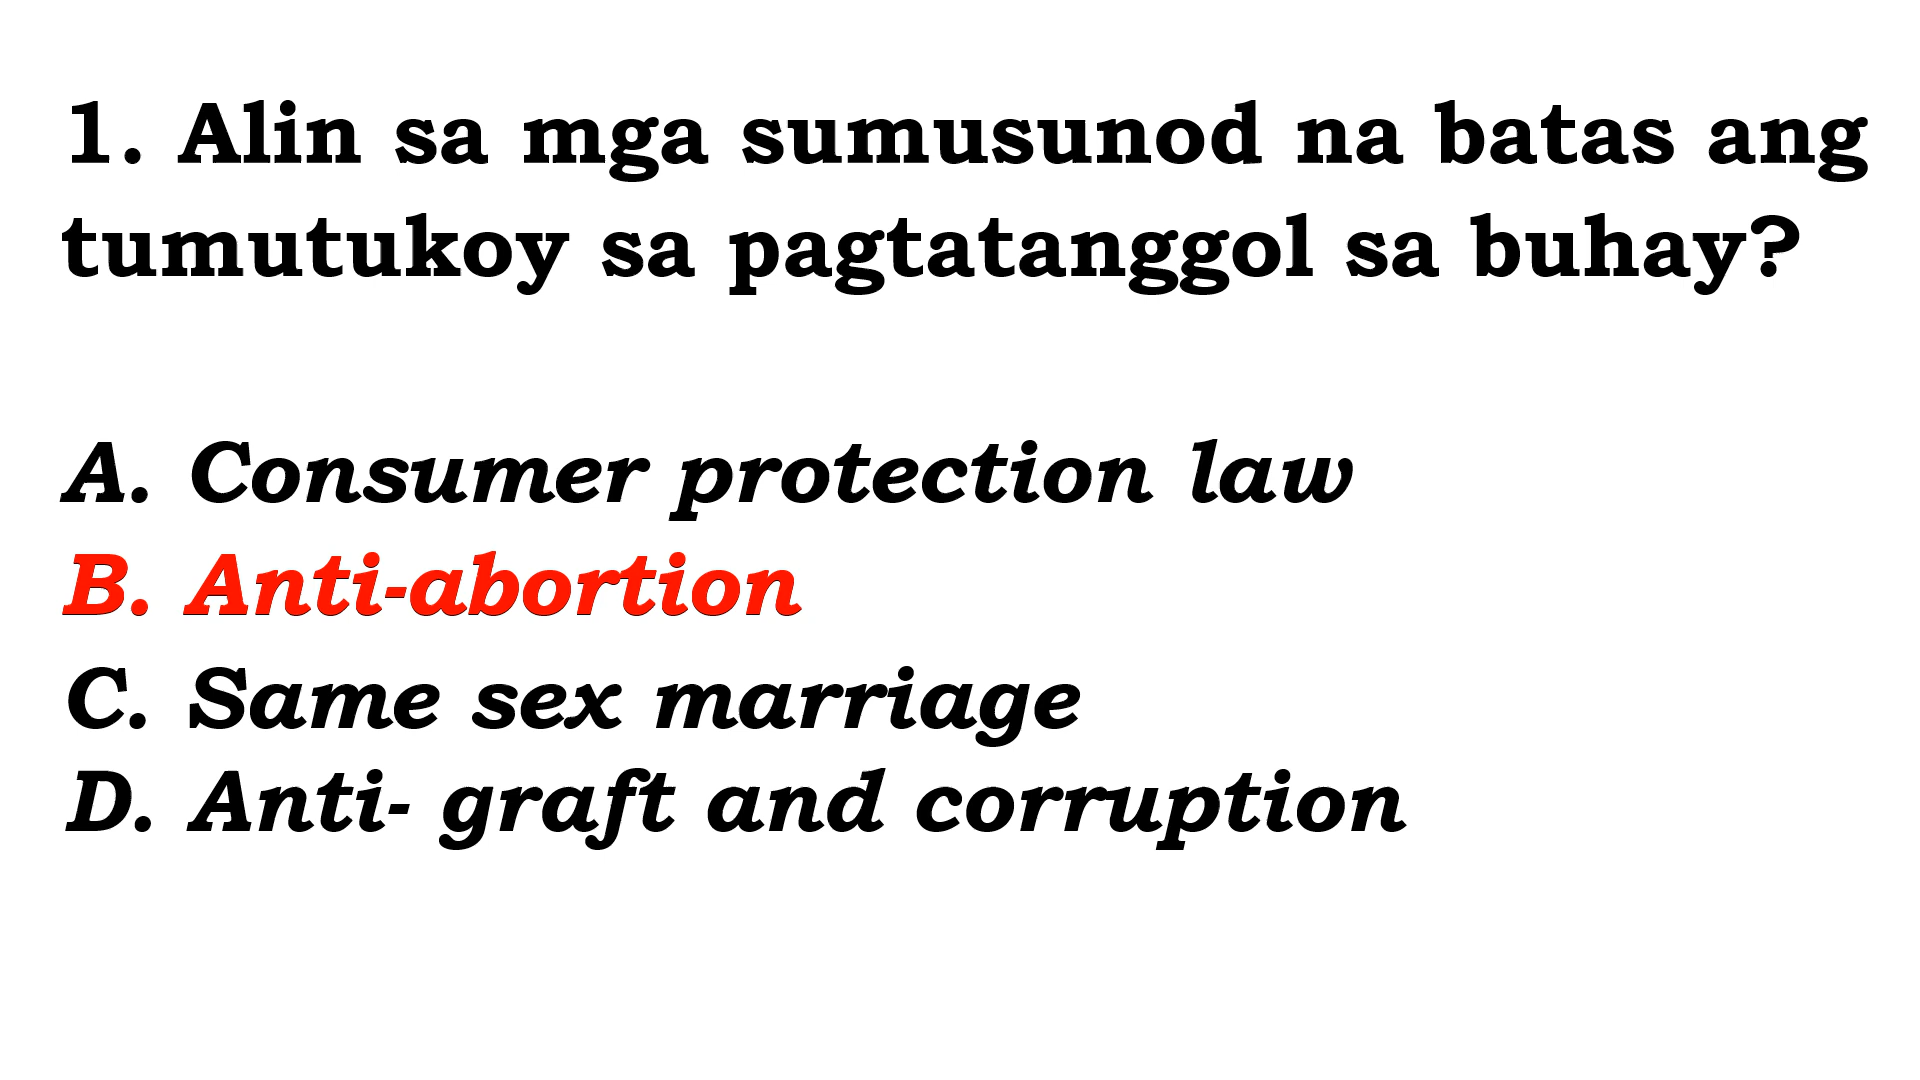 1. Alin sa mga sumusunod na batas ang
tumutukoy sa pagtatanggol sa buhay?
A. Consumer protection law
B. Anti-abortion
C. Same sex marriage
D. Anti- graft and corruption